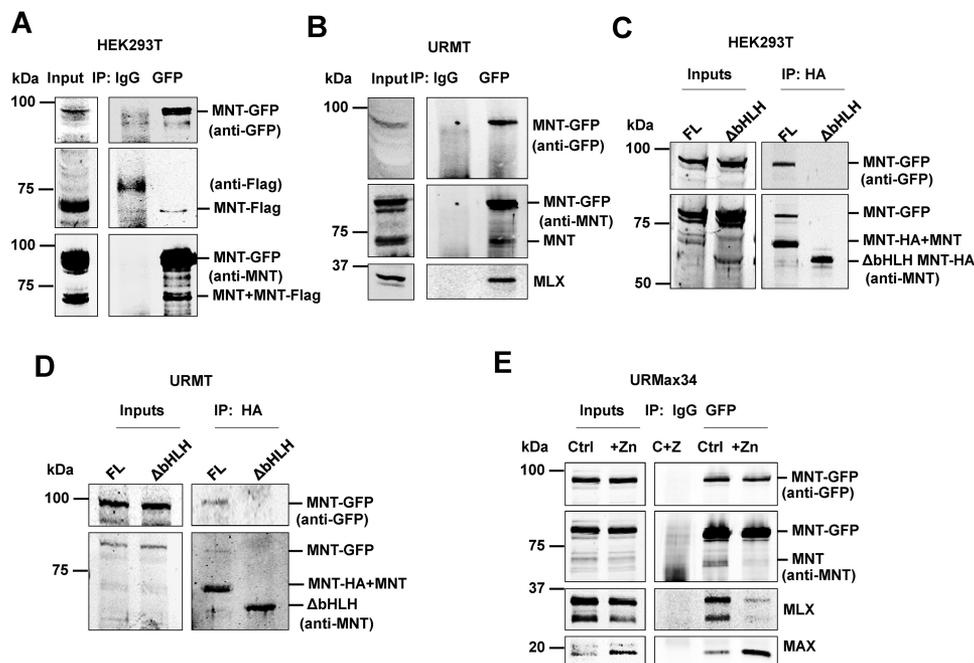 A
HEK293T
kDa Input IP: IgG GFP
100
MNT-GFP
(anti-GFP)
75
(anti-Flag)
MNT-Flag
100
MNT-GFP
(anti-MNT)
75
MNT+MNT-Flag
B
URMT
kDa Input IP: IgG GFP
100
MNT-GFP
(anti-GFP)
MNT-GFP
(anti-MNT)
75
MNT
37
MLX
C
HEK293T
Inputs IP: HA
kDa FL ΔbHLH FL ΔbHLH
100
MNT-GFP
(anti-GFP)
75
MNT-GFP
MNT-HA+MNT
ΔbHLH MNT-HA
(anti-MNT)
50
D
URMT
Inputs IP: HA
kDa FL ΔbHLH FL ΔbHLH
100
MNT-GFP
(anti-GFP)
MNT-GFP
75
MNT-HA+MNT
ΔbHLH
(anti-MNT)
E
URMax34
Inputs IP: IgG GFP
kDa Ctrl +Zn C+Z Ctrl +Zn
100
MNT-GFP
(anti-GFP)
MNT-GFP
75
MNT
(anti-MNT)
37
MLX
20
MAX